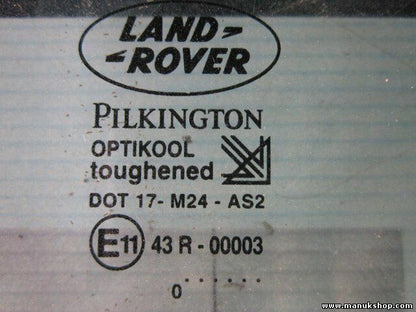 LAND
ROVER
PILKINGTON
OPTIKOOL
toughened
DOT 17- M24 - AS2
E11 43 R - 00003
. . . . . .
0
www.manukshop.com